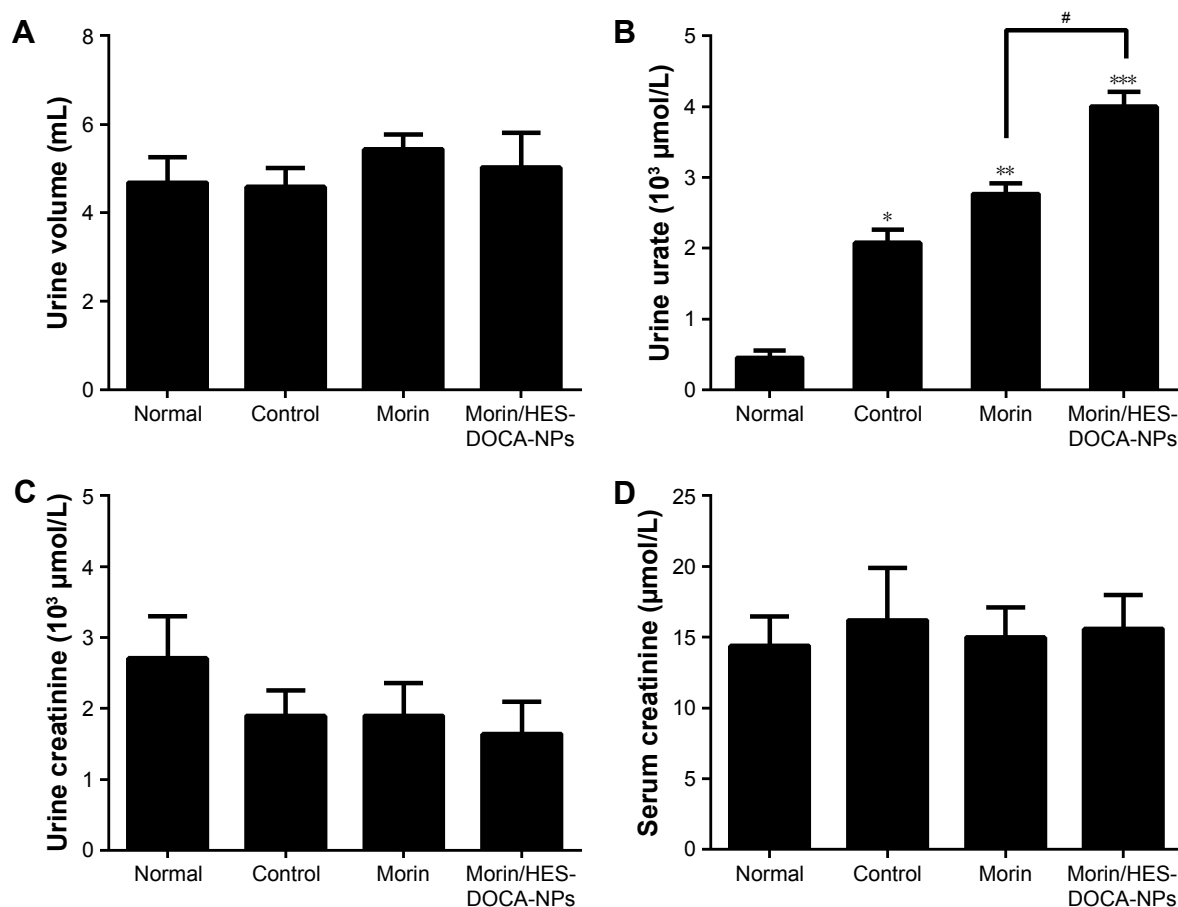 A
Urine volume (mL)
8
6
4
2
0
Normal
Control
Morin
Morin/HES-
DOCA-NPs
B
Urine urate (10³ µmol/L)
5
4
3
2
1
0
*
**
***
#
Normal
Control
Morin
Morin/HES-
DOCA-NPs
C
Urine creatinine (10³ µmol/L)
5
4
3
2
1
0
Normal
Control
Morin
Morin/HES-
DOCA-NPs
D
Serum creatinine (µmol/L)
25
20
15
10
5
0
Normal
Control
Morin
Morin/HES-
DOCA-NPs